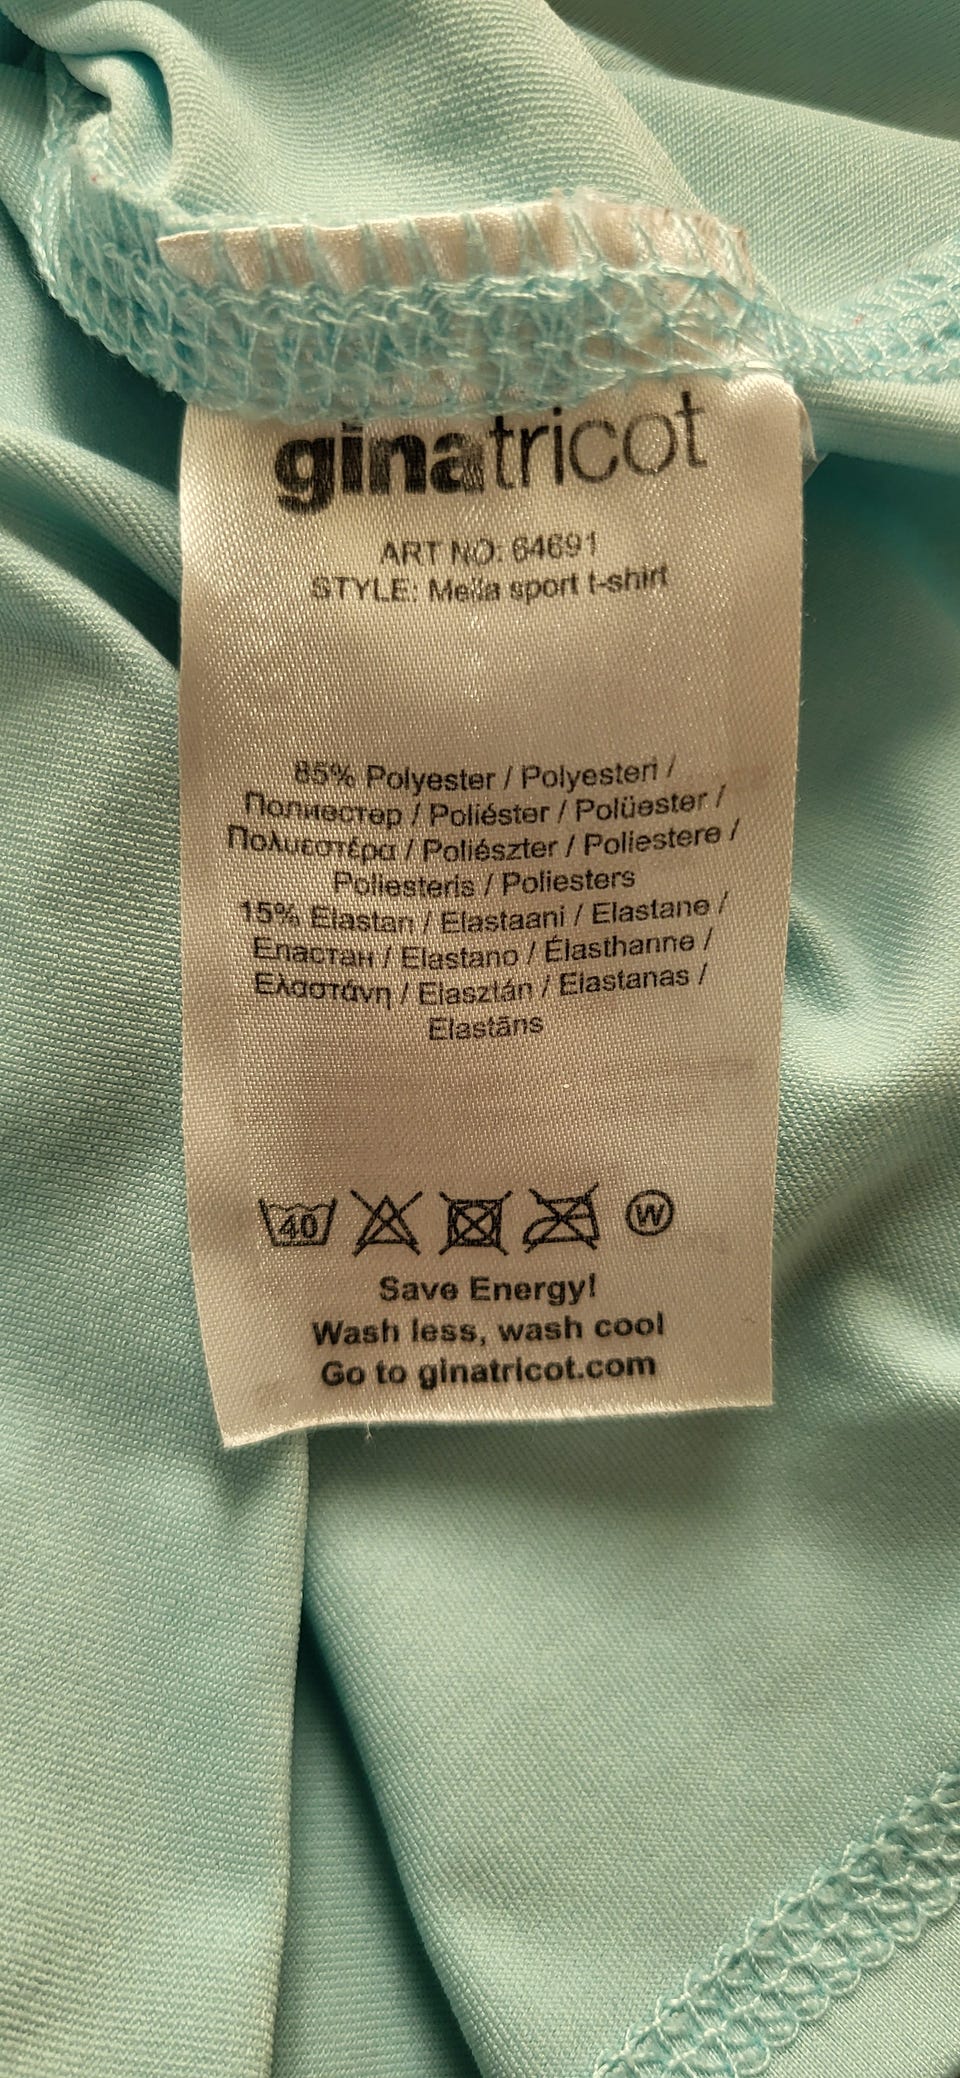 ginatricot
ART NO: 64691
STYLE: Mella sport t-shirt
85% Polyester / Polyesteri /
Полиестер / Poliéster / Polüester /
Πολυεστέρα / Poliészter / Poliestere /
Poliesteris / Poliesters
15% Elastan / Elastaani / Elastane /
Еластан / Elastano / Élasthanne /
Ελαστάνη / Elasztán / Elastanas /
Elastāns
40 W
Save Energy!
Wash less, wash cool
Go to ginatricot.com